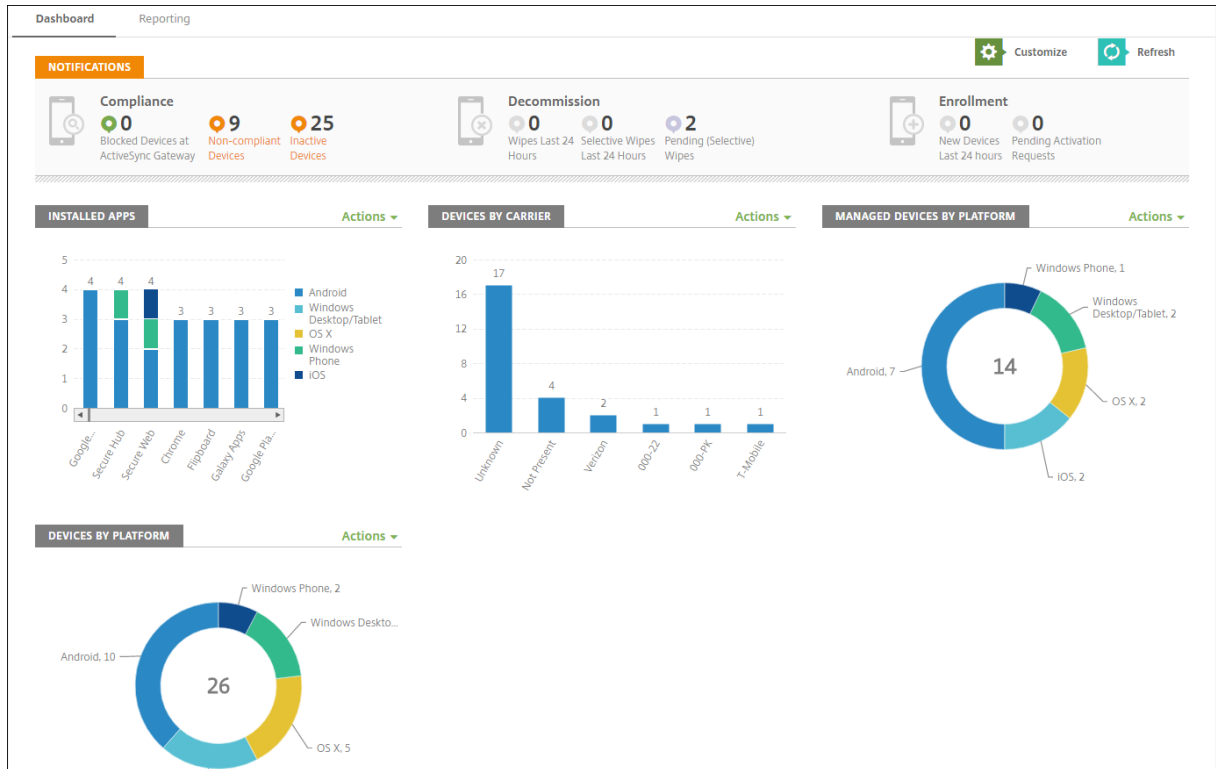 Dashboard
Reporting
Customize
Refresh
NOTIFICATIONS
Compliance
0
Blocked Devices at
ActiveSync Gateway
9
Non-compliant
Devices
25
Inactive
Devices
Decommission
0
Wipes Last 24
Hours
0
Selective Wipes
Last 24 Hours
2
Pending (Selective)
Wipes
Enrollment
0
New Devices
Last 24 hours
0
Pending Activation
Requests
INSTALLED APPS
Actions
5
4
3
2
1
0
4
4
4
3
3
3
3
Google...
Secure Hub
Secure Web
Chrome
Flipboard
Galaxy Apps
Google Pla...
Android
Windows
Desktop/Tablet
OS X
Windows
Phone
iOS
DEVICES BY CARRIER
Actions
20
16
12
8
4
0
17
4
2
1
1
1
Unknown
Not Present
Verizon
000-22
000-PK
T-Mobile
MANAGED DEVICES BY PLATFORM
Actions
Windows Phone, 1
Windows
Desktop/Tablet, 2
Android, 7
14
OS X, 2
iOS, 2
DEVICES BY PLATFORM
Actions
Windows Phone, 2
Windows Deskto...
Android, 10
26
OS X, 5